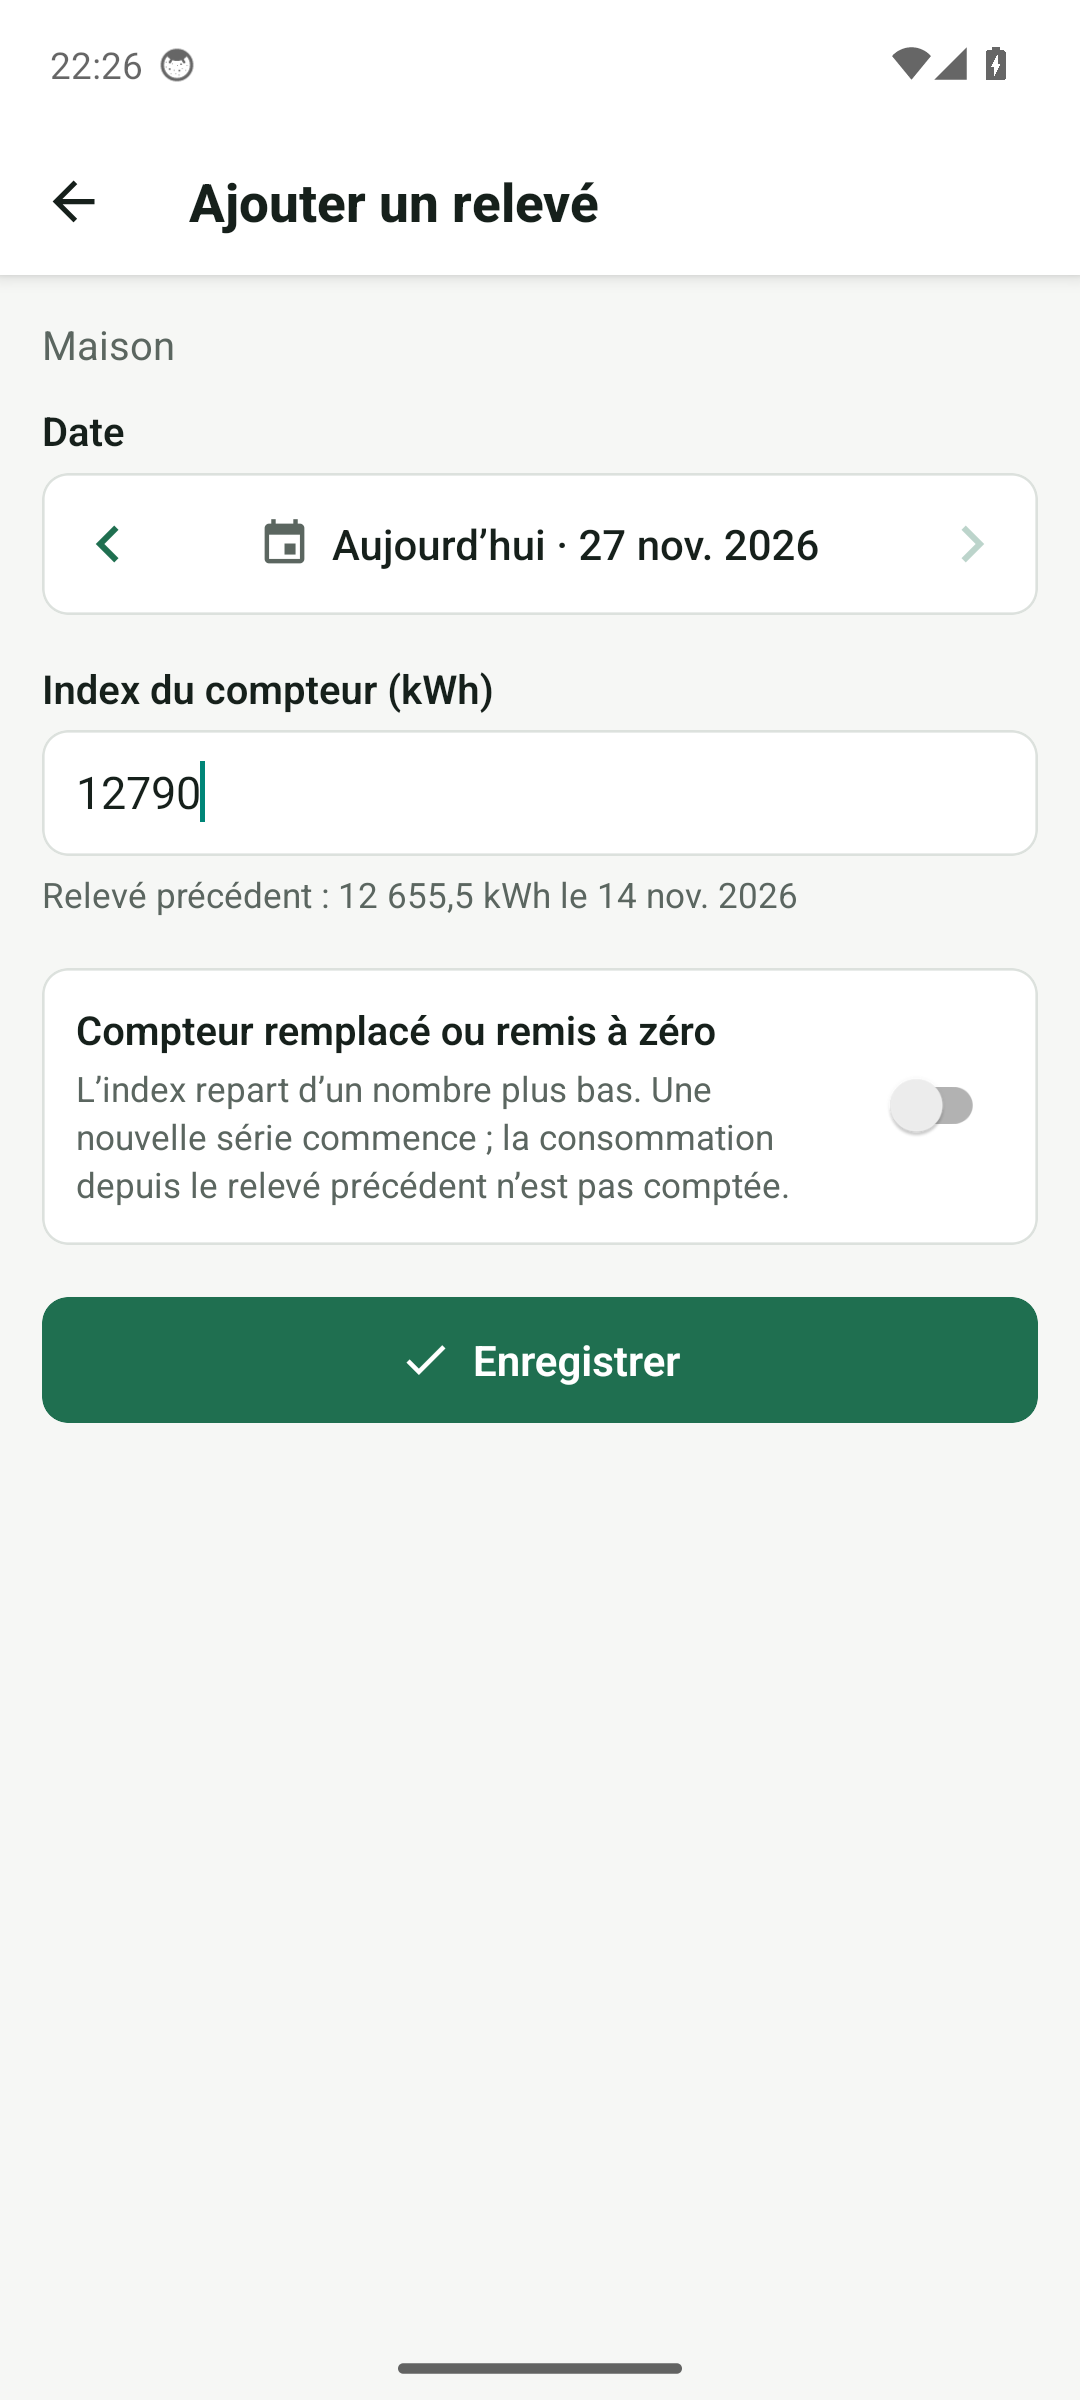 22:26
Ajouter un relevé
Maison
Date
Aujourd’hui · 27 nov. 2026
Index du compteur (kWh)
12790
Relevé précédent : 12 655,5 kWh le 14 nov. 2026
Compteur remplacé ou remis à zéro
L’index repart d’un nombre plus bas. Une
nouvelle série commence ; la consommation
depuis le relevé précédent n’est pas comptée.
Enregistrer